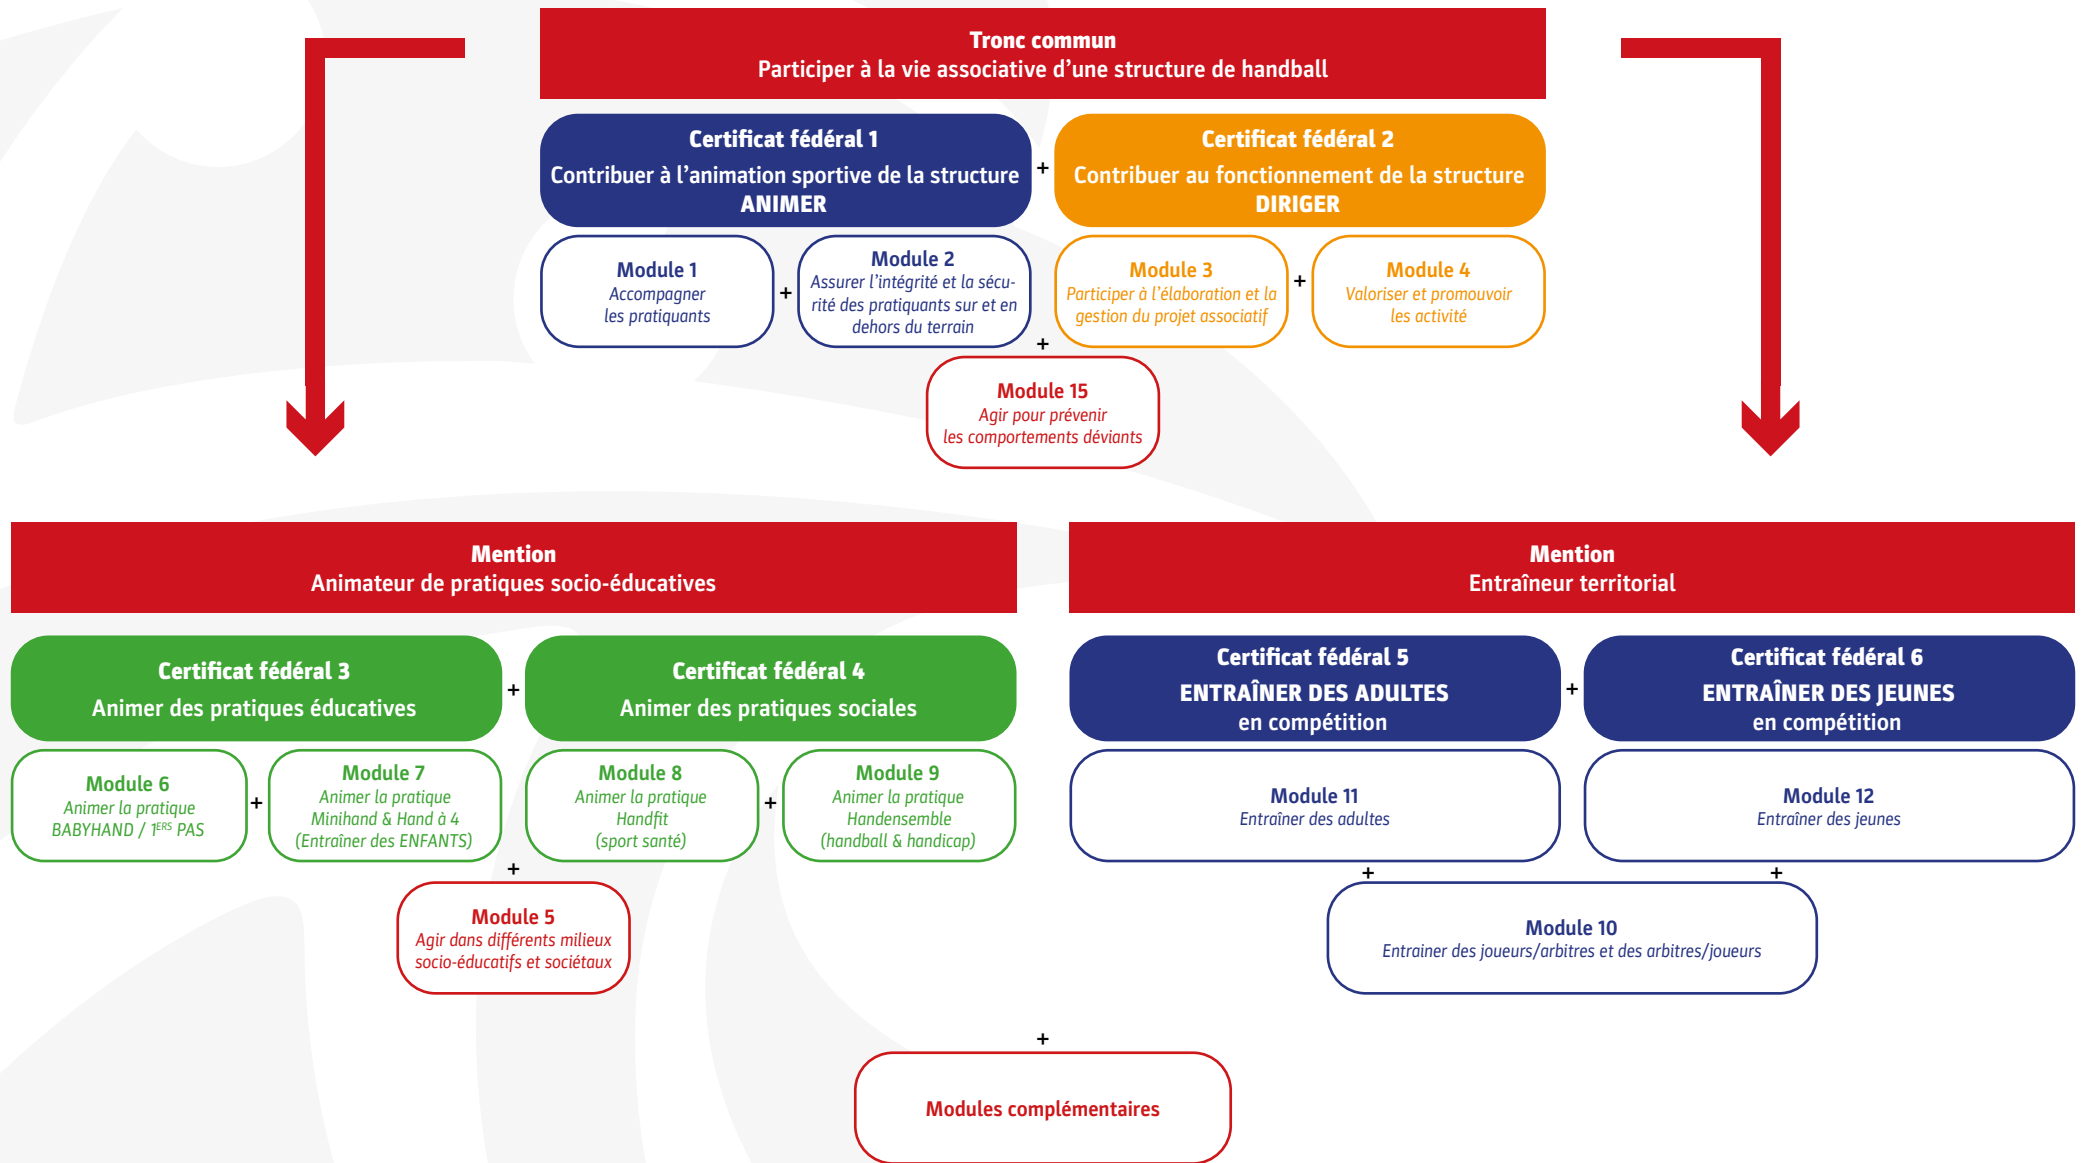 Tronc commun
Participer à la vie associative d'une structure de handball
Certificat fédéral 1
Contribuer à l'animation sportive de la structure
ANIMER
+
Certificat fédéral 2
Contribuer au fonctionnement de la structure
DIRIGER
Module 1
Accompagner
les pratiquants
+
Module 2
Assurer l'intégrité et la sécu-
rité des pratiquants sur et en
dehors du terrain
Module 3
Participer à l'élaboration et la
gestion du projet associatif
+
Module 4
Valoriser et promouvoir
les activité
+
Module 15
Agir pour prévenir
les comportements déviants
Mention
Animateur de pratiques socio-éducatives
Certificat fédéral 3
Animer des pratiques éducatives
+
Certificat fédéral 4
Animer des pratiques sociales
Module 6
Animer la pratique
BABYHAND / 1ERS PAS
+
Module 7
Animer la pratique
Minihand & Hand à 4
(Entraîner des ENFANTS)
Module 8
Animer la pratique
Handfit
(sport santé)
+
Module 9
Animer la pratique
Handensemble
(handball & handicap)
+
Module 5
Agir dans différents milieux
socio-éducatifs et sociétaux
Mention
Entraîneur territorial
Certificat fédéral 5
ENTRAÎNER DES ADULTES
en compétition
+
Certificat fédéral 6
ENTRAÎNER DES JEUNES
en compétition
Module 11
Entraîner des adultes
Module 12
Entraîner des jeunes
+
+
Module 10
Entrainer des joueurs/arbitres et des arbitres/joueurs
+
Modules complémentaires